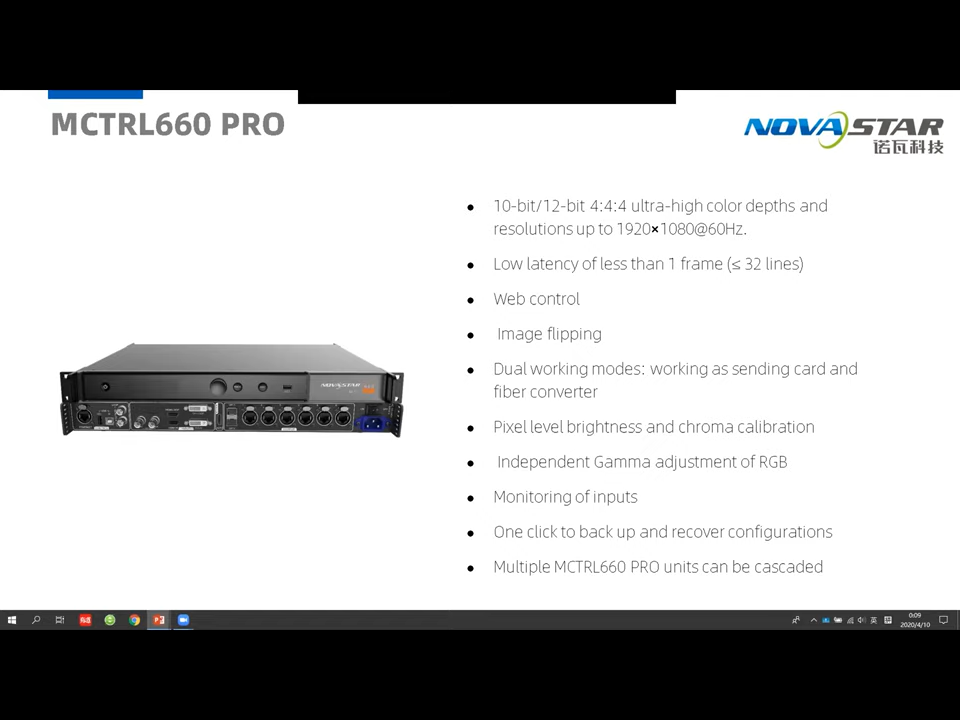 MCTRL660 PRO
NOVASTAR
诺瓦科技
10-bit/12-bit 4:4:4 ultra-high color depths and
resolutions up to 1920×1080@60Hz.
Low latency of less than 1 frame (≤ 32 lines)
Web control
Image flipping
Dual working modes: working as sending card and
fiber converter
Pixel level brightness and chroma calibration
Independent Gamma adjustment of RGB
Monitoring of inputs
One click to back up and recover configurations
Multiple MCTRL660 PRO units can be cascaded
NOVASTAR
英
0:09
2020/4/10